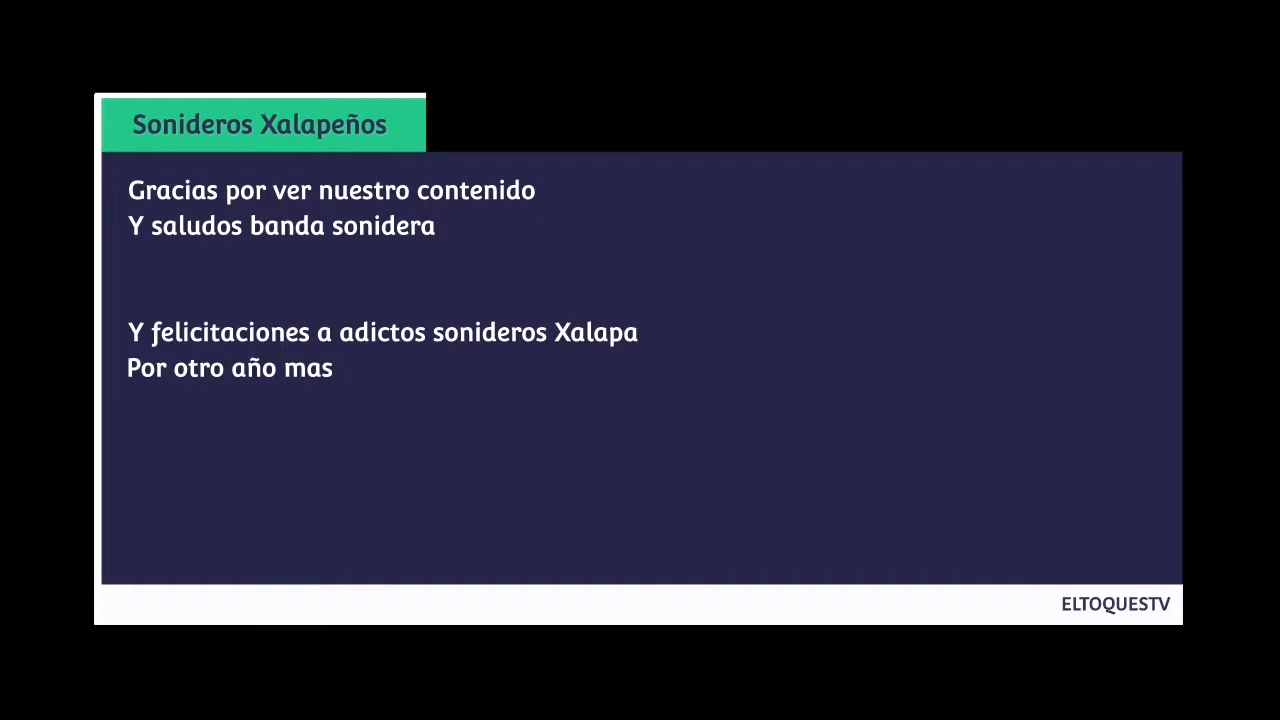 Sonideros Xalapeños
Gracias por ver nuestro contenido
Y saludos banda sonidera
Y felicitaciones a adictos sonideros Xalapa
Por otro año mas
ELTOQUESTV